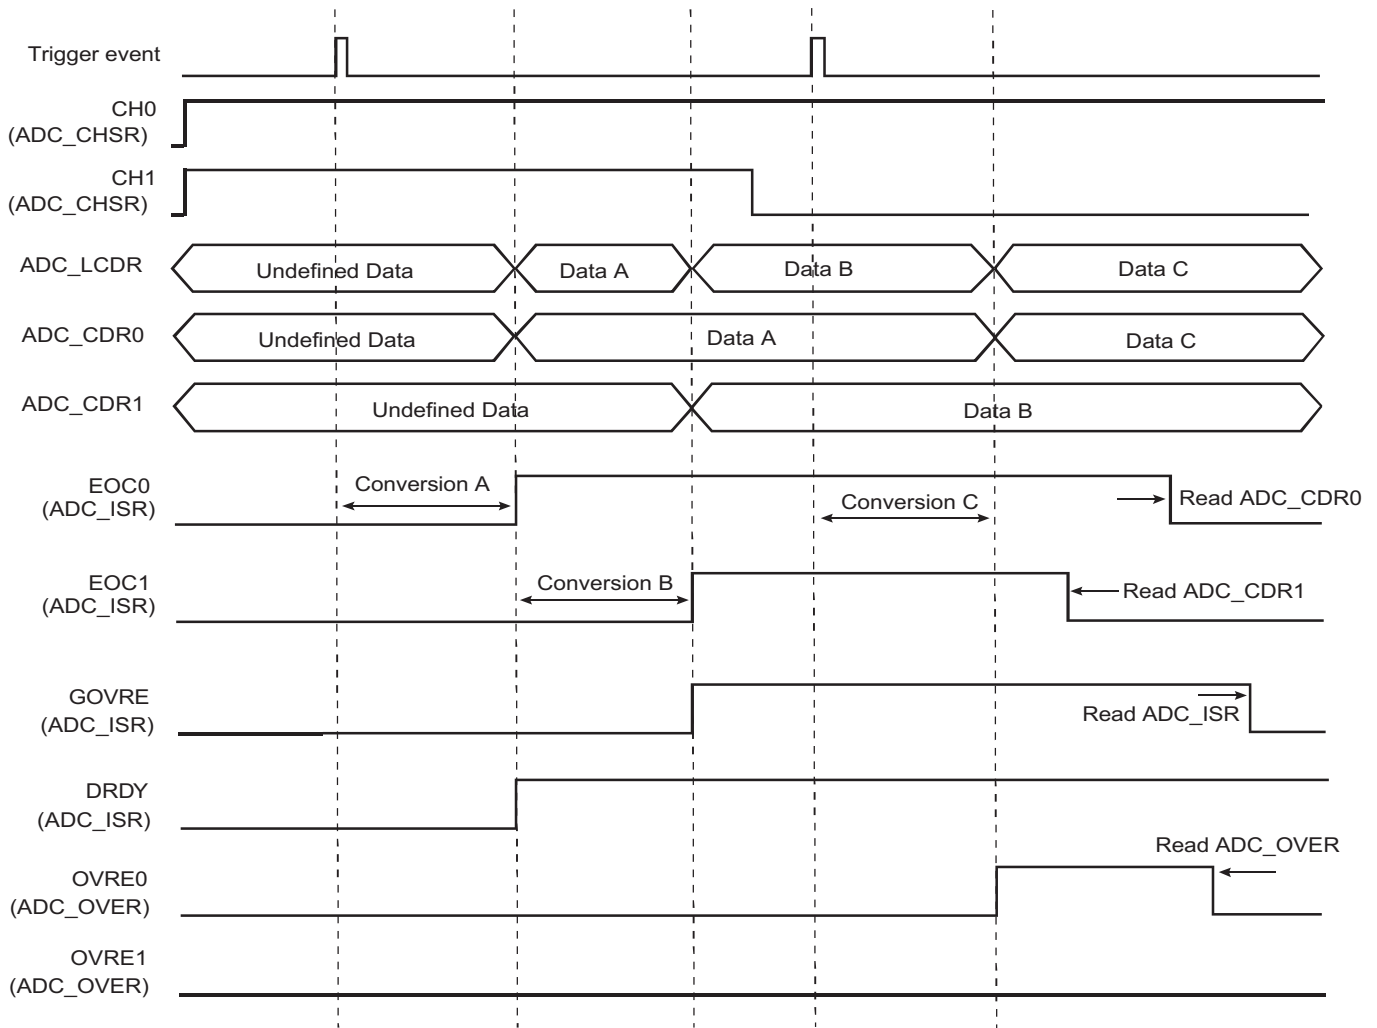 Trigger event
CH0
(ADC_CHSR)
CH1
(ADC_CHSR)
ADC_LCDR
Undefined Data
Data A
Data B
Data C
ADC_CDR0
Undefined Data
Data A
Data C
ADC_CDR1
Undefined Data
Data B
EOC0
(ADC_ISR)
Conversion A
Conversion C
Read ADC_CDR0
EOC1
(ADC_ISR)
Conversion B
Read ADC_CDR1
GOVRE
(ADC_ISR)
Read ADC_ISR
DRDY
(ADC_ISR)
Read ADC_OVER
OVRE0
(ADC_OVER)
OVRE1
(ADC_OVER)